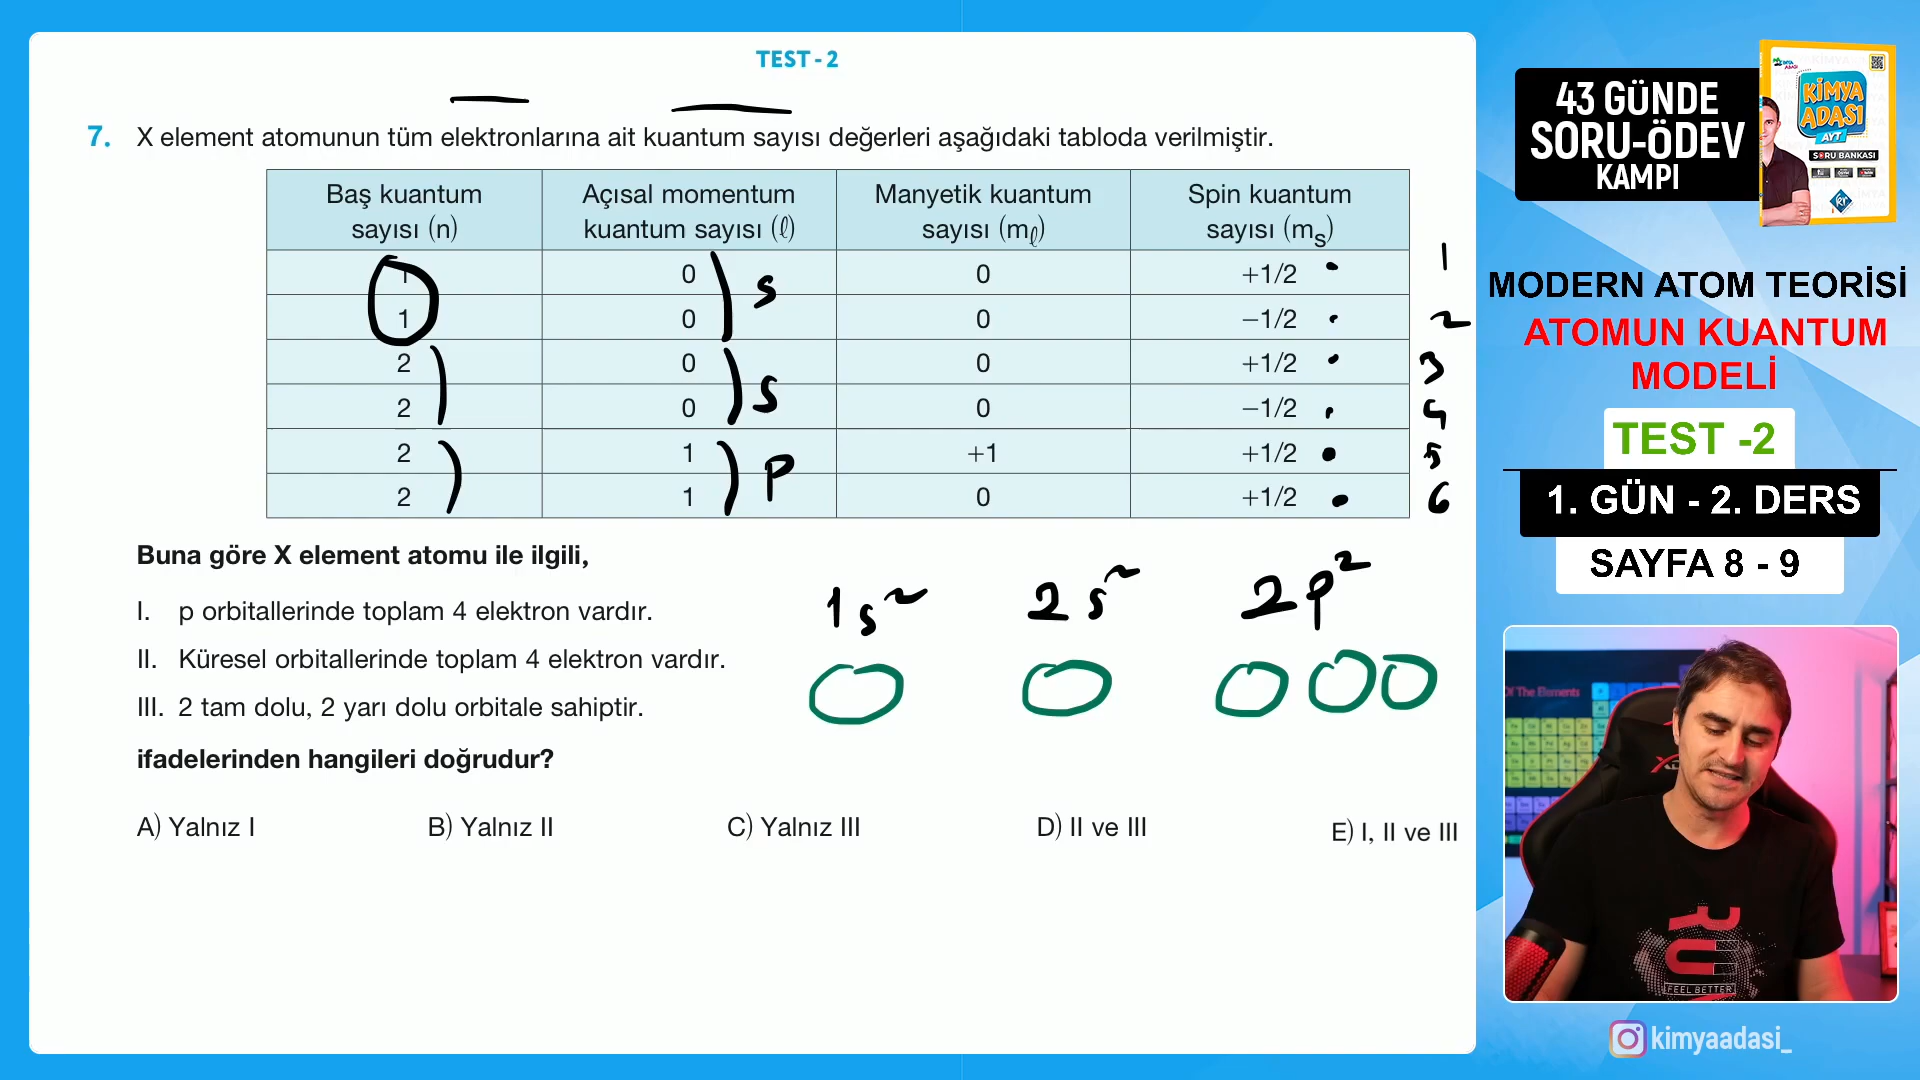 TEST - 2
7. X element atomunun tüm elektronlarına ait kuantum sayısı değerleri aşağıdaki tabloda verilmiştir.
Baş kuantum sayısı (n) Açısal momentum kuantum sayısı (ℓ) Manyetik kuantum sayısı (mℓ) Spin kuantum sayısı (ms)
1 0 0 +1/2 1
1 0 s 0 −1/2 2
2 0 0 +1/2 3
2 0 s 0 −1/2 4
2 1 +1 +1/2 5
2 1 p 0 +1/2 6
Buna göre X element atomu ile ilgili,
I. p orbitallerinde toplam 4 elektron vardır.
II. Küresel orbitallerinde toplam 4 elektron vardır.
III. 2 tam dolu, 2 yarı dolu orbitale sahiptir.
1s² 2s² 2p²
ifadelerinden hangileri doğrudur?
A) Yalnız I B) Yalnız II C) Yalnız III D) II ve III E) I, II ve III
43 GÜNDE
SORU-ÖDEV
KAMPI
KİMYA
ADASI
AYT
SORU BANKASI
kr
MODERN ATOM TEORİSİ
ATOMUN KUANTUM
MODELİ
TEST -2
1. GÜN - 2. DERS
SAYFA 8 - 9
Of The Elements
FEEL BETTER
kimyaadasi_